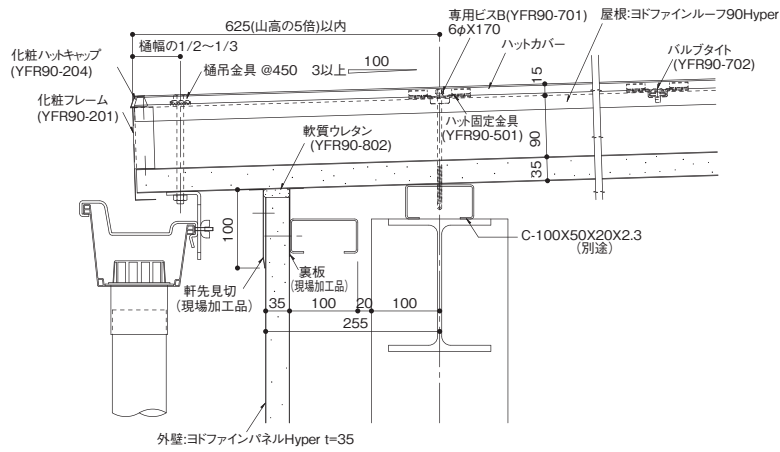 625(山高の5倍)以内
樋幅の1/2～1/3
化粧ハットキャップ
(YFR90-204)
樋吊金具 @450
3以上
100
専用ビスB(YFR90-701)
6φX170
ハットカバー
屋根:ヨドファインルーフ90Hyper
バルブタイト
(YFR90-702)
15
化粧フレーム
(YFR90-201)
軟質ウレタン
(YFR90-802)
ハット固定金具
(YFR90-501)
90
35
100
C-100X50X20X2.3
(別途)
軒先見切
(現場加工品)
裏板
(現場加工品)
35
100
20
100
255
外壁:ヨドファインパネルHyper t=35